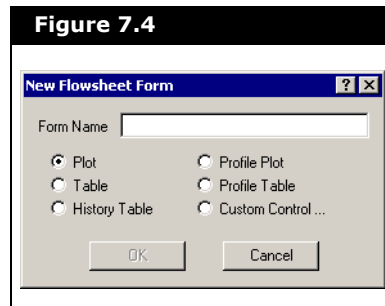 Figure 7.4
New Flowsheet Form
Form Name
Plot
Profile Plot
Table
Profile Table
History Table
Custom Control ...
OK
Cancel